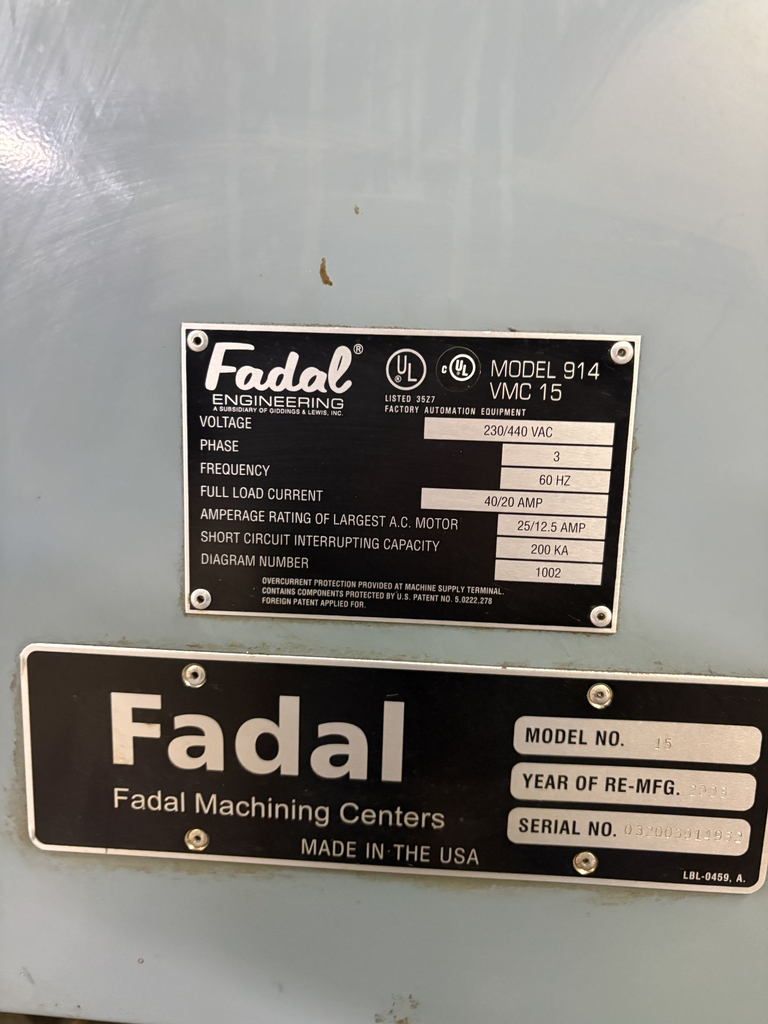 Fadal®
ENGINEERING
A SUBSIDIARY OF GIDDINGS & LEWIS, INC.
UL ®
c UL
LISTED 35Z7
FACTORY AUTOMATION EQUIPMENT
MODEL 914
VMC 15
VOLTAGE 230/440 VAC
PHASE 3
FREQUENCY 60 HZ
FULL LOAD CURRENT 40/20 AMP
AMPERAGE RATING OF LARGEST A.C. MOTOR 25/12.5 AMP
SHORT CIRCUIT INTERRUPTING CAPACITY 200 KA
DIAGRAM NUMBER 1002
OVERCURRENT PROTECTION PROVIDED AT MACHINE SUPPLY TERMINAL.
CONTAINS COMPONENTS PROTECTED BY U.S. PATENT NO. 5.0222.278
FOREIGN PATENT APPLIED FOR.
Fadal
Fadal Machining Centers
MADE IN THE USA
MODEL NO. 15
YEAR OF RE-MFG.
SERIAL NO.
LBL-0459, A.